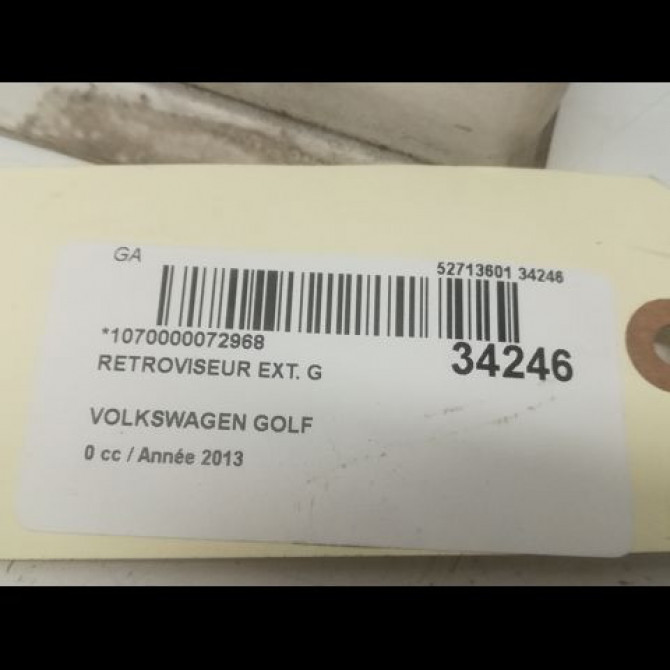 GA
52713601 34246
*1070000072968
34246
RETROVISEUR EXT. G
VOLKSWAGEN GOLF
0 cc / Année 2013